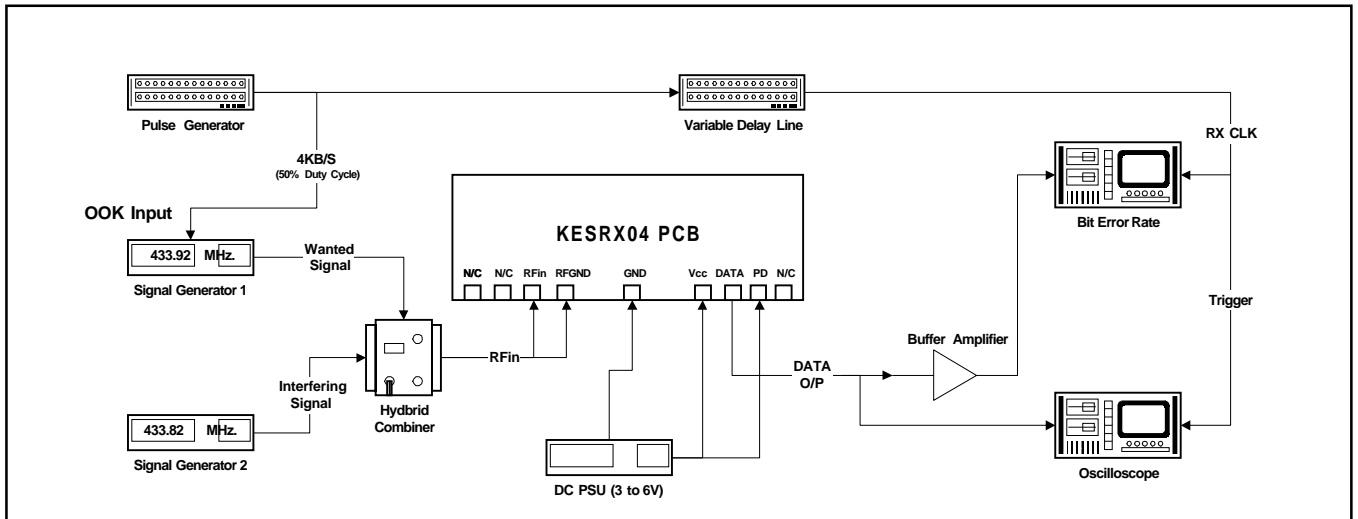 Pulse Generator
Variable Delay Line
RX CLK
4KB/S
(50% Duty Cycle)
Bit Error Rate
OOK Input
433.92 MHz.
Signal Generator 1
Wanted
Signal
KESRX04 PCB
N/C N/C RFin RFGND GND Vcc DATA PD N/C
Trigger
Buffer Amplifier
RFin
DATA
O/P
Interfering
Signal
Hydbrid
Combiner
433.82 MHz.
Signal Generator 2
DC PSU (3 to 6V)
Oscilloscope